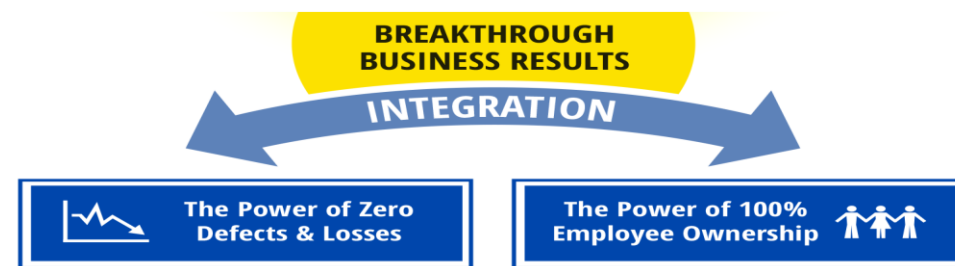 BREAKTHROUGH
BUSINESS RESULTS
INTEGRATION
The Power of Zero
Defects & Losses
The Power of 100%
Employee Ownership